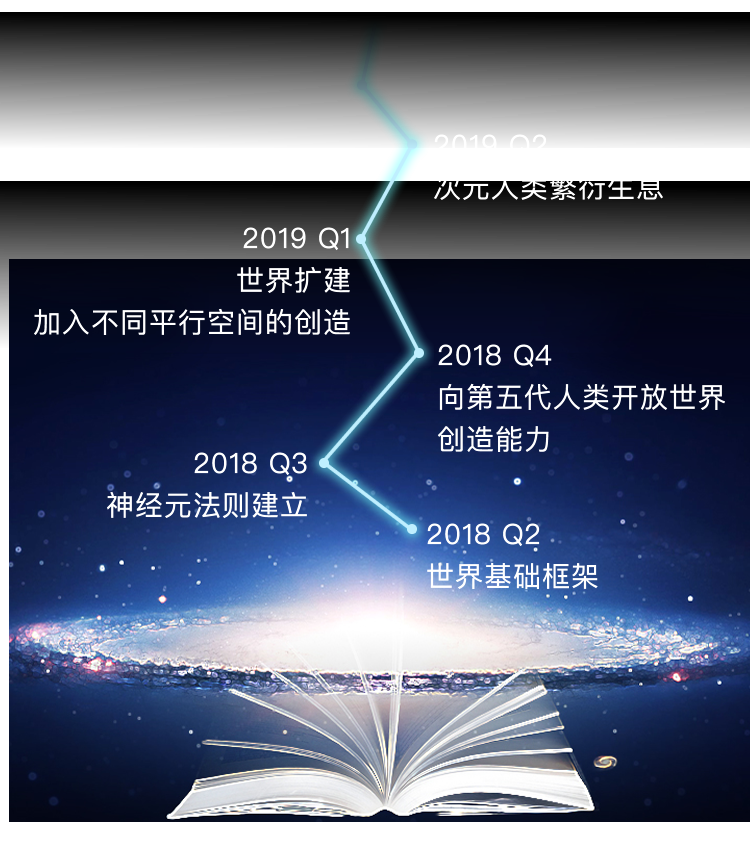 2019 Q2
次元人类繁衍生息
2019 Q1
世界扩建
加入不同平行空间的创造
2018 Q4
向第五代人类开放世界
创造能力
2018 Q3
神经元法则建立
2018 Q2
世界基础框架